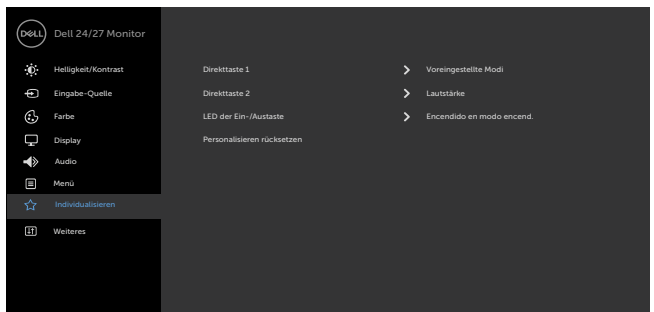 DELL Dell 24/27 Monitor
Helligkeit/Kontrast Direkttaste 1 Voreingestellte Modi
Eingabe-Quelle Direkttaste 2 Lautstärke
Farbe LED der Ein-/Austaste Encendido en modo encend.
Display Personalisieren rücksetzen
Audio
Menü
Individualisieren
Weiteres